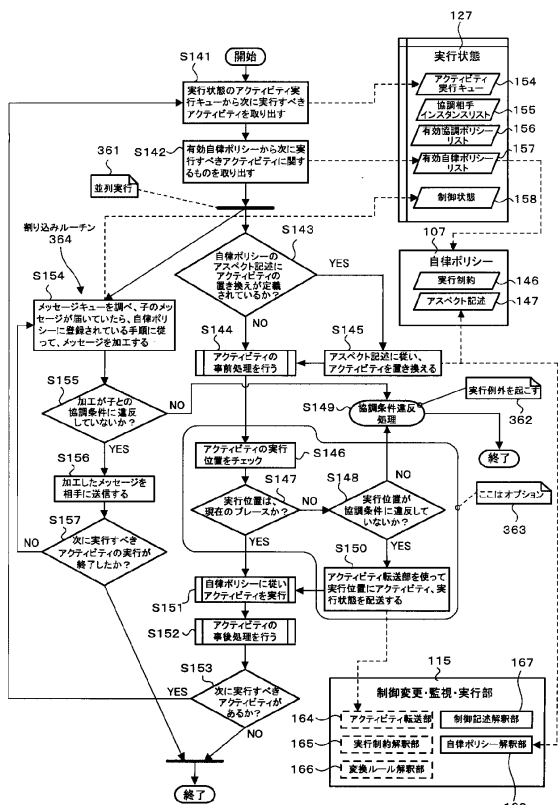 開始
S141
実行状態のアクティビティ実
行キューから次に実行すべき
アクティビティを取り出す
S142
有効自律ポリシーから次に実
行すべきアクティビティに関す
るものを取り出す
361
並列実行
割り込みルーチン
364
S154
メッセージキューを調べ、子のメッ
セージが届いていたら、自律ポリ
シーに登録されている手順に従
って、メッセージを加工する
S143
自律ポリシーの
アスペクト記述に
アクティビティの
置き換えが定義
されているか？
YES
NO
S144
アクティビティの
事前処理を行う
S145
アスペクト記述に従い、
アクティビティを置き換える
S155
加工が子との
協調条件に違反
していないか？
NO
YES
S149
協調条件違反
処理
実行例外を起こす
362
終了
S156
加工したメッセージを
相手に送信する
アクティビティの実行
位置をチェック
S146
S147
実行位置は、
現在のプレースか？
NO
YES
S148
実行位置が
協調条件に違反して
いないか？
NO
YES
ここはオプション
363
S157
次に実行すべき
アクティビティの実行が
終了したか？
NO
YES
S150
アクティビティ転送部を使って
実行位置にアクティビティ、実
行状態を配送する
自律ポリシーに従い
アクティビティを実行
S151
アクティビティの
事後処理を行う
S152
S153
次に実行すべき
アクティビティが
あるか？
YES
NO
終了
127
実行状態
アクティビティ
実行キュー
154
協調相手
インスタンスリスト
155
有効協調ポリシー
リスト
156
有効自律ポリシー
リスト
157
制御状態
158
107
自律ポリシー
実行制約
146
アスペクト記述
147
115
制御変更・監視・実行部
167
164
アクティビティ転送部
制御記述解釈部
165
実行制約解釈部
自律ポリシー解釈部
166
変換ルール解釈部